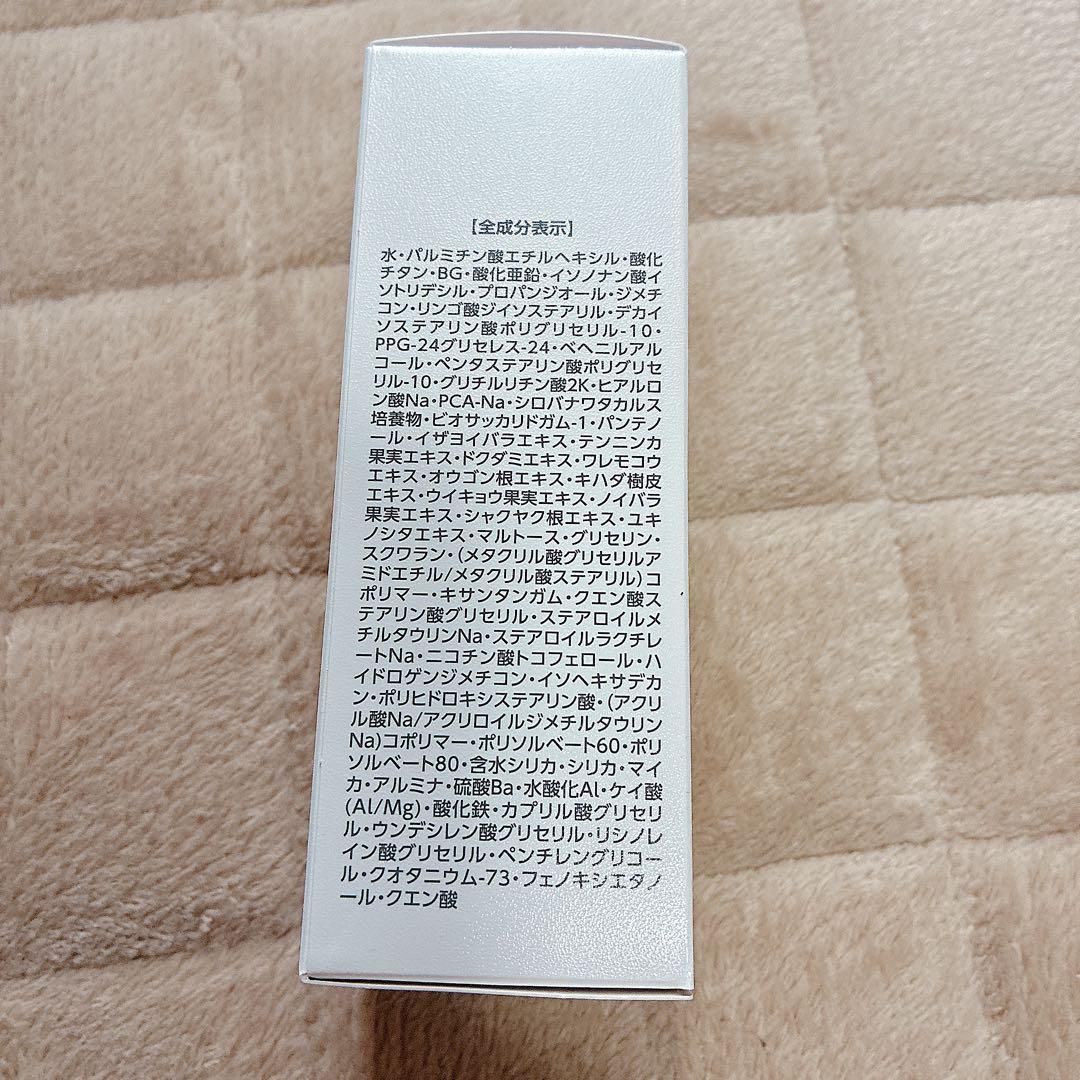 【全成分表示】
水・パルミチン酸エチルヘキシル・酸化
チタン・BG・酸化亜鉛・イソノナン酸イ
ソトリデシル・プロパンジオール・ジメチ
コン・リンゴ酸ジイソステアリル・デカイ
ソステアリン酸ポリグリセリル-10・
PPG-24グリセレス-24・ベヘニルアル
コール・ペンタステアリン酸ポリグリセ
リル-10・グリチルリチン酸2K・ヒアルロ
ン酸Na・PCA-Na・シロバナワタカルス
培養物・ビオサッカリドガム-1・パンテノ
ール・イザヨイバラエキス・テンニンカ
果実エキス・ドクダミエキス・ワレモコウ
エキス・オウゴン根エキス・キハダ樹皮
エキス・ウイキョウ果実エキス・ノイバラ
果実エキス・シャクヤク根エキス・ユキ
ノシタエキス・マルトース・グリセリン・
スクワラン・(メタクリル酸グリセリルア
ミドエチル/メタクリル酸ステアリル)コ
ポリマー・キサンタンガム・クエン酸ス
テアリン酸グリセリル・ステアロイルメ
チルタウリンNa・ステアロイルラクチレ
ートNa・ニコチン酸トコフェロール・ハ
イドロゲンジメチコン・イソヘキサデカ
ン・ポリヒドロキシステアリン酸・(アクリ
ル酸Na/アクリロイルジメチルタウリン
Na)コポリマー・ポリソルベート60・ポリ
ソルベート80・含水シリカ・シリカ・マイ
カ・アルミナ・硫酸Ba・水酸化Al・ケイ酸
(Al/Mg)・酸化鉄・カプリル酸グリセリ
ル・ウンデシレン酸グリセリル・リシノレ
イン酸グリセリル・ペンチレングリコー
ル・クオタニウム-73・フェノキシエタノ
ール・クエン酸